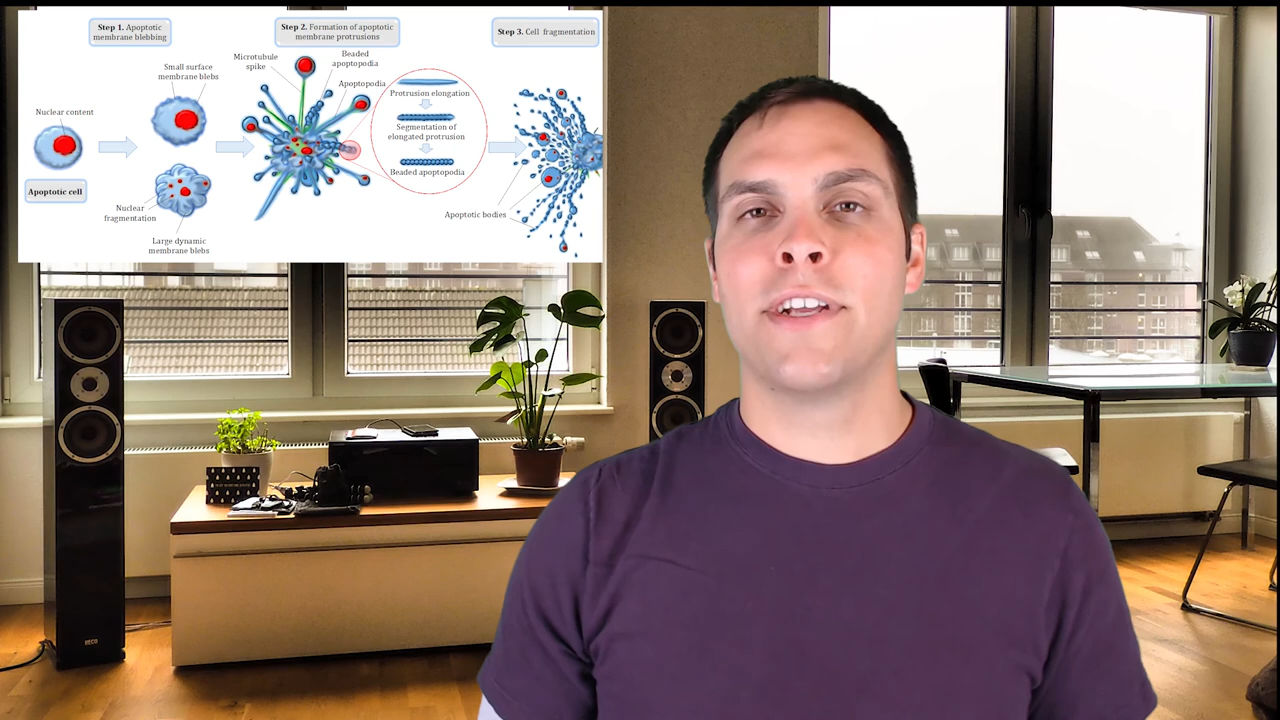 Step 1. Apoptotic
membrane blebbing
Step 2. Formation of apoptotic
membrane protrusions
Step 3. Cell fragmentation
Nuclear content
Small surface
membrane blebs
Microtubule
spike
Beaded
apoptopodia
Apoptopodia
Protrusion elongation
Segmentation of
elongated protrusion
Beaded apoptopodia
Apoptotic cell
Nuclear
fragmentation
Large dynamic
membrane blebs
Apoptotic bodies
HECO